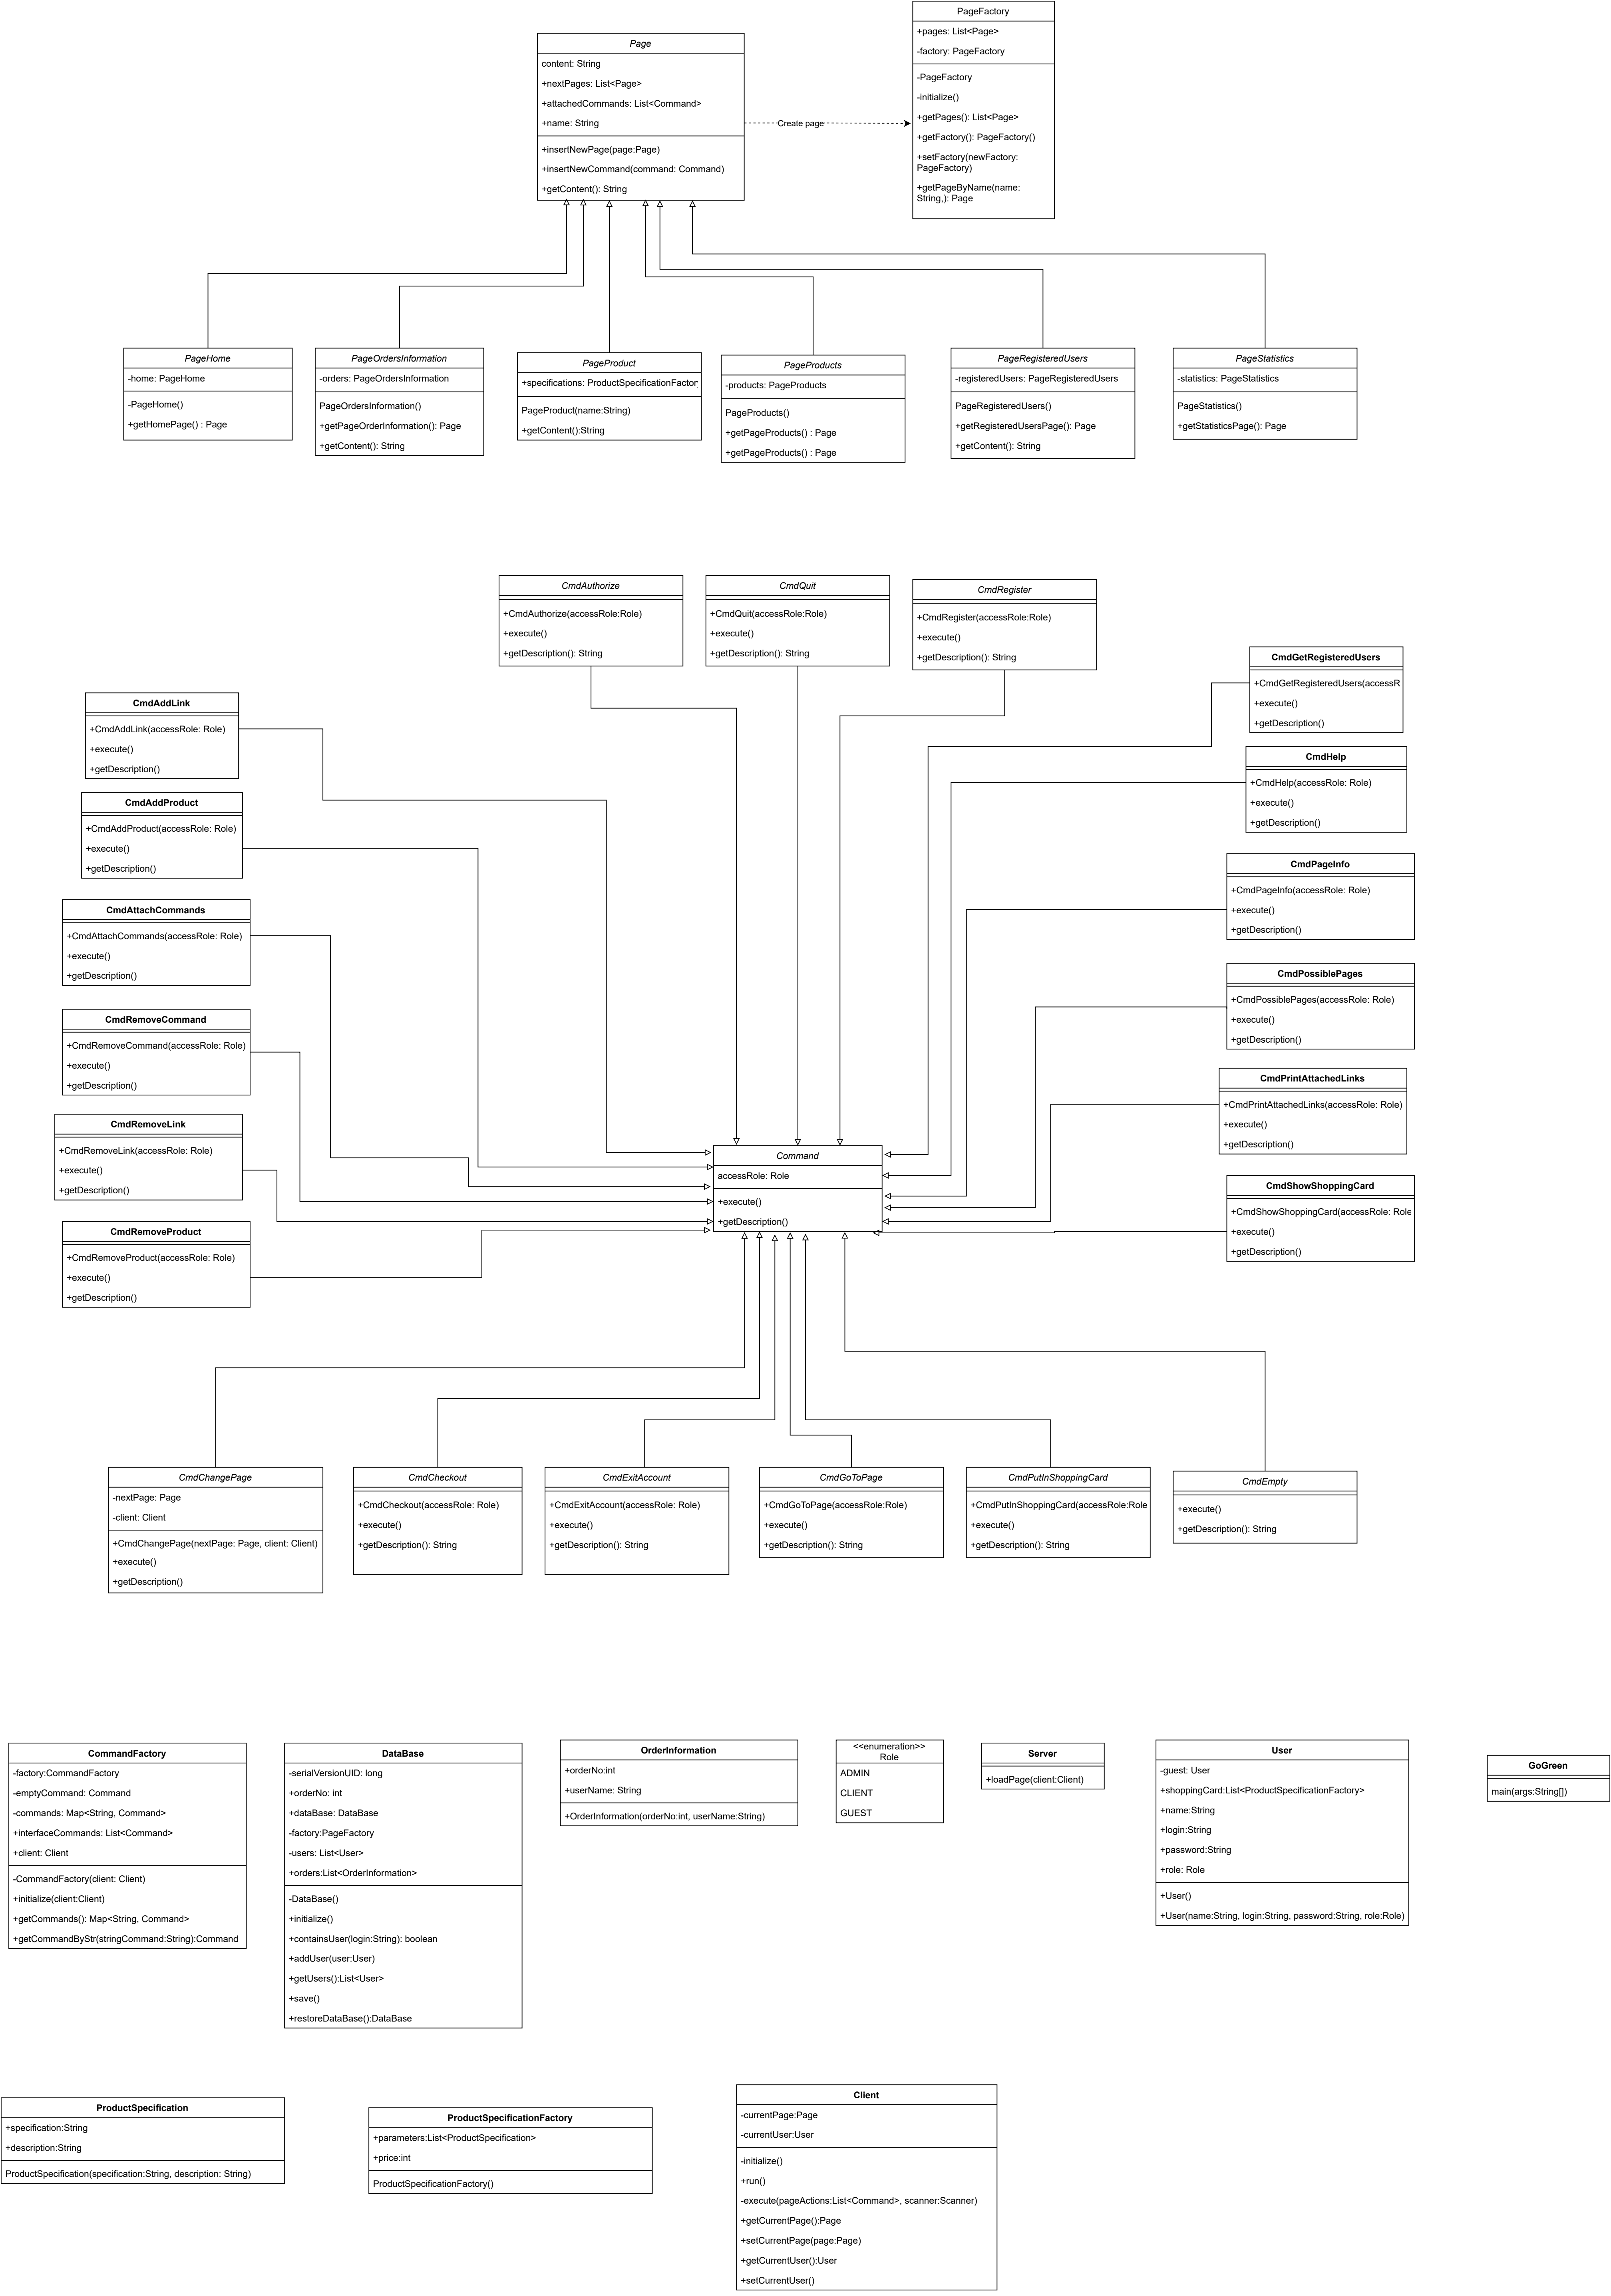 PageFactory
+pages: List<Page>
-factory: PageFactory
-PageFactory
-initialize()
+getPages(): List<Page>
+getFactory(): PageFactory()
+setFactory(newFactory:
PageFactory)
+getPageByName(name:
String,): Page
Page
content: String
+nextPages: List<Page>
+attachedCommands: List<Command>
+name: String
+insertNewPage(page:Page)
+insertNewCommand(command: Command)
+getContent(): String
Create page
PageHome
-home: PageHome
-PageHome()
+getHomePage() : Page
PageOrdersInformation
-orders: PageOrdersInformation
PageOrdersInformation()
+getPageOrderInformation(): Page
+getContent(): String
PageProduct
+specifications: ProductSpecificationFactor
PageProduct(name:String)
+getContent():String
PageProducts
-products: PageProducts
PageProducts()
+getPageProducts() : Page
+getPageProducts() : Page
PageRegisteredUsers
-registeredUsers: PageRegisteredUsers
PageRegisteredUsers()
+getRegisteredUsersPage(): Page
+getContent(): String
PageStatistics
-statistics: PageStatistics
PageStatistics()
+getStatisticsPage(): Page
CmdAuthorize
+CmdAuthorize(accessRole:Role)
+execute()
+getDescription(): String
CmdQuit
+CmdQuit(accessRole:Role)
+execute()
+getDescription(): String
CmdRegister
+CmdRegister(accessRole:Role)
+execute()
+getDescription(): String
CmdGetRegisteredUsers
+CmdGetRegisteredUsers(accessR
+execute()
+getDescription()
CmdAddLink
+CmdAddLink(accessRole: Role)
+execute()
+getDescription()
CmdHelp
+CmdHelp(accessRole: Role)
+execute()
+getDescription()
CmdAddProduct
+CmdAddProduct(accessRole: Role)
+execute()
+getDescription()
CmdPageInfo
+CmdPageInfo(accessRole: Role)
+execute()
+getDescription()
CmdAttachCommands
+CmdAttachCommands(accessRole: Role)
+execute()
+getDescription()
CmdPossiblePages
+CmdPossiblePages(accessRole: Role)
+execute()
+getDescription()
CmdRemoveCommand
+CmdRemoveCommand(accessRole: Role)
+execute()
+getDescription()
CmdPrintAttachedLinks
+CmdPrintAttachedLinks(accessRole: Role)
+execute()
+getDescription()
CmdRemoveLink
+CmdRemoveLink(accessRole: Role)
+execute()
+getDescription()
Command
accessRole: Role
+execute()
+getDescription()
CmdShowShoppingCard
+CmdShowShoppingCard(accessRole: Role
+execute()
+getDescription()
CmdRemoveProduct
+CmdRemoveProduct(accessRole: Role)
+execute()
+getDescription()
CmdChangePage
-nextPage: Page
-client: Client
+CmdChangePage(nextPage: Page, client: Client)
+execute()
+getDescription()
CmdCheckout
+CmdCheckout(accessRole: Role)
+execute()
+getDescription(): String
CmdExitAccount
+CmdExitAccount(accessRole: Role)
+execute()
+getDescription(): String
CmdGoToPage
+CmdGoToPage(accessRole:Role)
+execute()
+getDescription(): String
CmdPutInShoppingCard
+CmdPutInShoppingCard(accessRole:Role
+execute()
+getDescription(): String
CmdEmpty
+execute()
+getDescription(): String
CommandFactory
-factory:CommandFactory
-emptyCommand: Command
-commands: Map<String, Command>
+interfaceCommands: List<Command>
+client: Client
-CommandFactory(client: Client)
+initialize(client:Client)
+getCommands(): Map<String, Command>
+getCommandByStr(stringCommand:String):Command
DataBase
-serialVersionUID: long
+orderNo: int
+dataBase: DataBase
-factory:PageFactory
-users: List<User>
+orders:List<OrderInformation>
-DataBase()
+initialize()
+containsUser(login:String): boolean
+addUser(user:User)
+getUsers():List<User>
+save()
+restoreDataBase():DataBase
OrderInformation
+orderNo:int
+userName: String
+OrderInformation(orderNo:int, userName:String)
<<enumeration>>
Role
ADMIN
CLIENT
GUEST
Server
+loadPage(client:Client)
User
-guest: User
+shoppingCard:List<ProductSpecificationFactory>
+name:String
+login:String
+password:String
+role: Role
+User()
+User(name:String, login:String, password:String, role:Role)
GoGreen
main(args:String[])
ProductSpecification
+specification:String
+description:String
ProductSpecification(specification:String, description: String)
ProductSpecificationFactory
+parameters:List<ProductSpecification>
+price:int
ProductSpecificationFactory()
Client
-currentPage:Page
-currentUser:User
-initialize()
+run()
-execute(pageActions:List<Command>, scanner:Scanner)
+getCurrentPage():Page
+setCurrentPage(page:Page)
+getCurrentUser():User
+setCurrentUser()